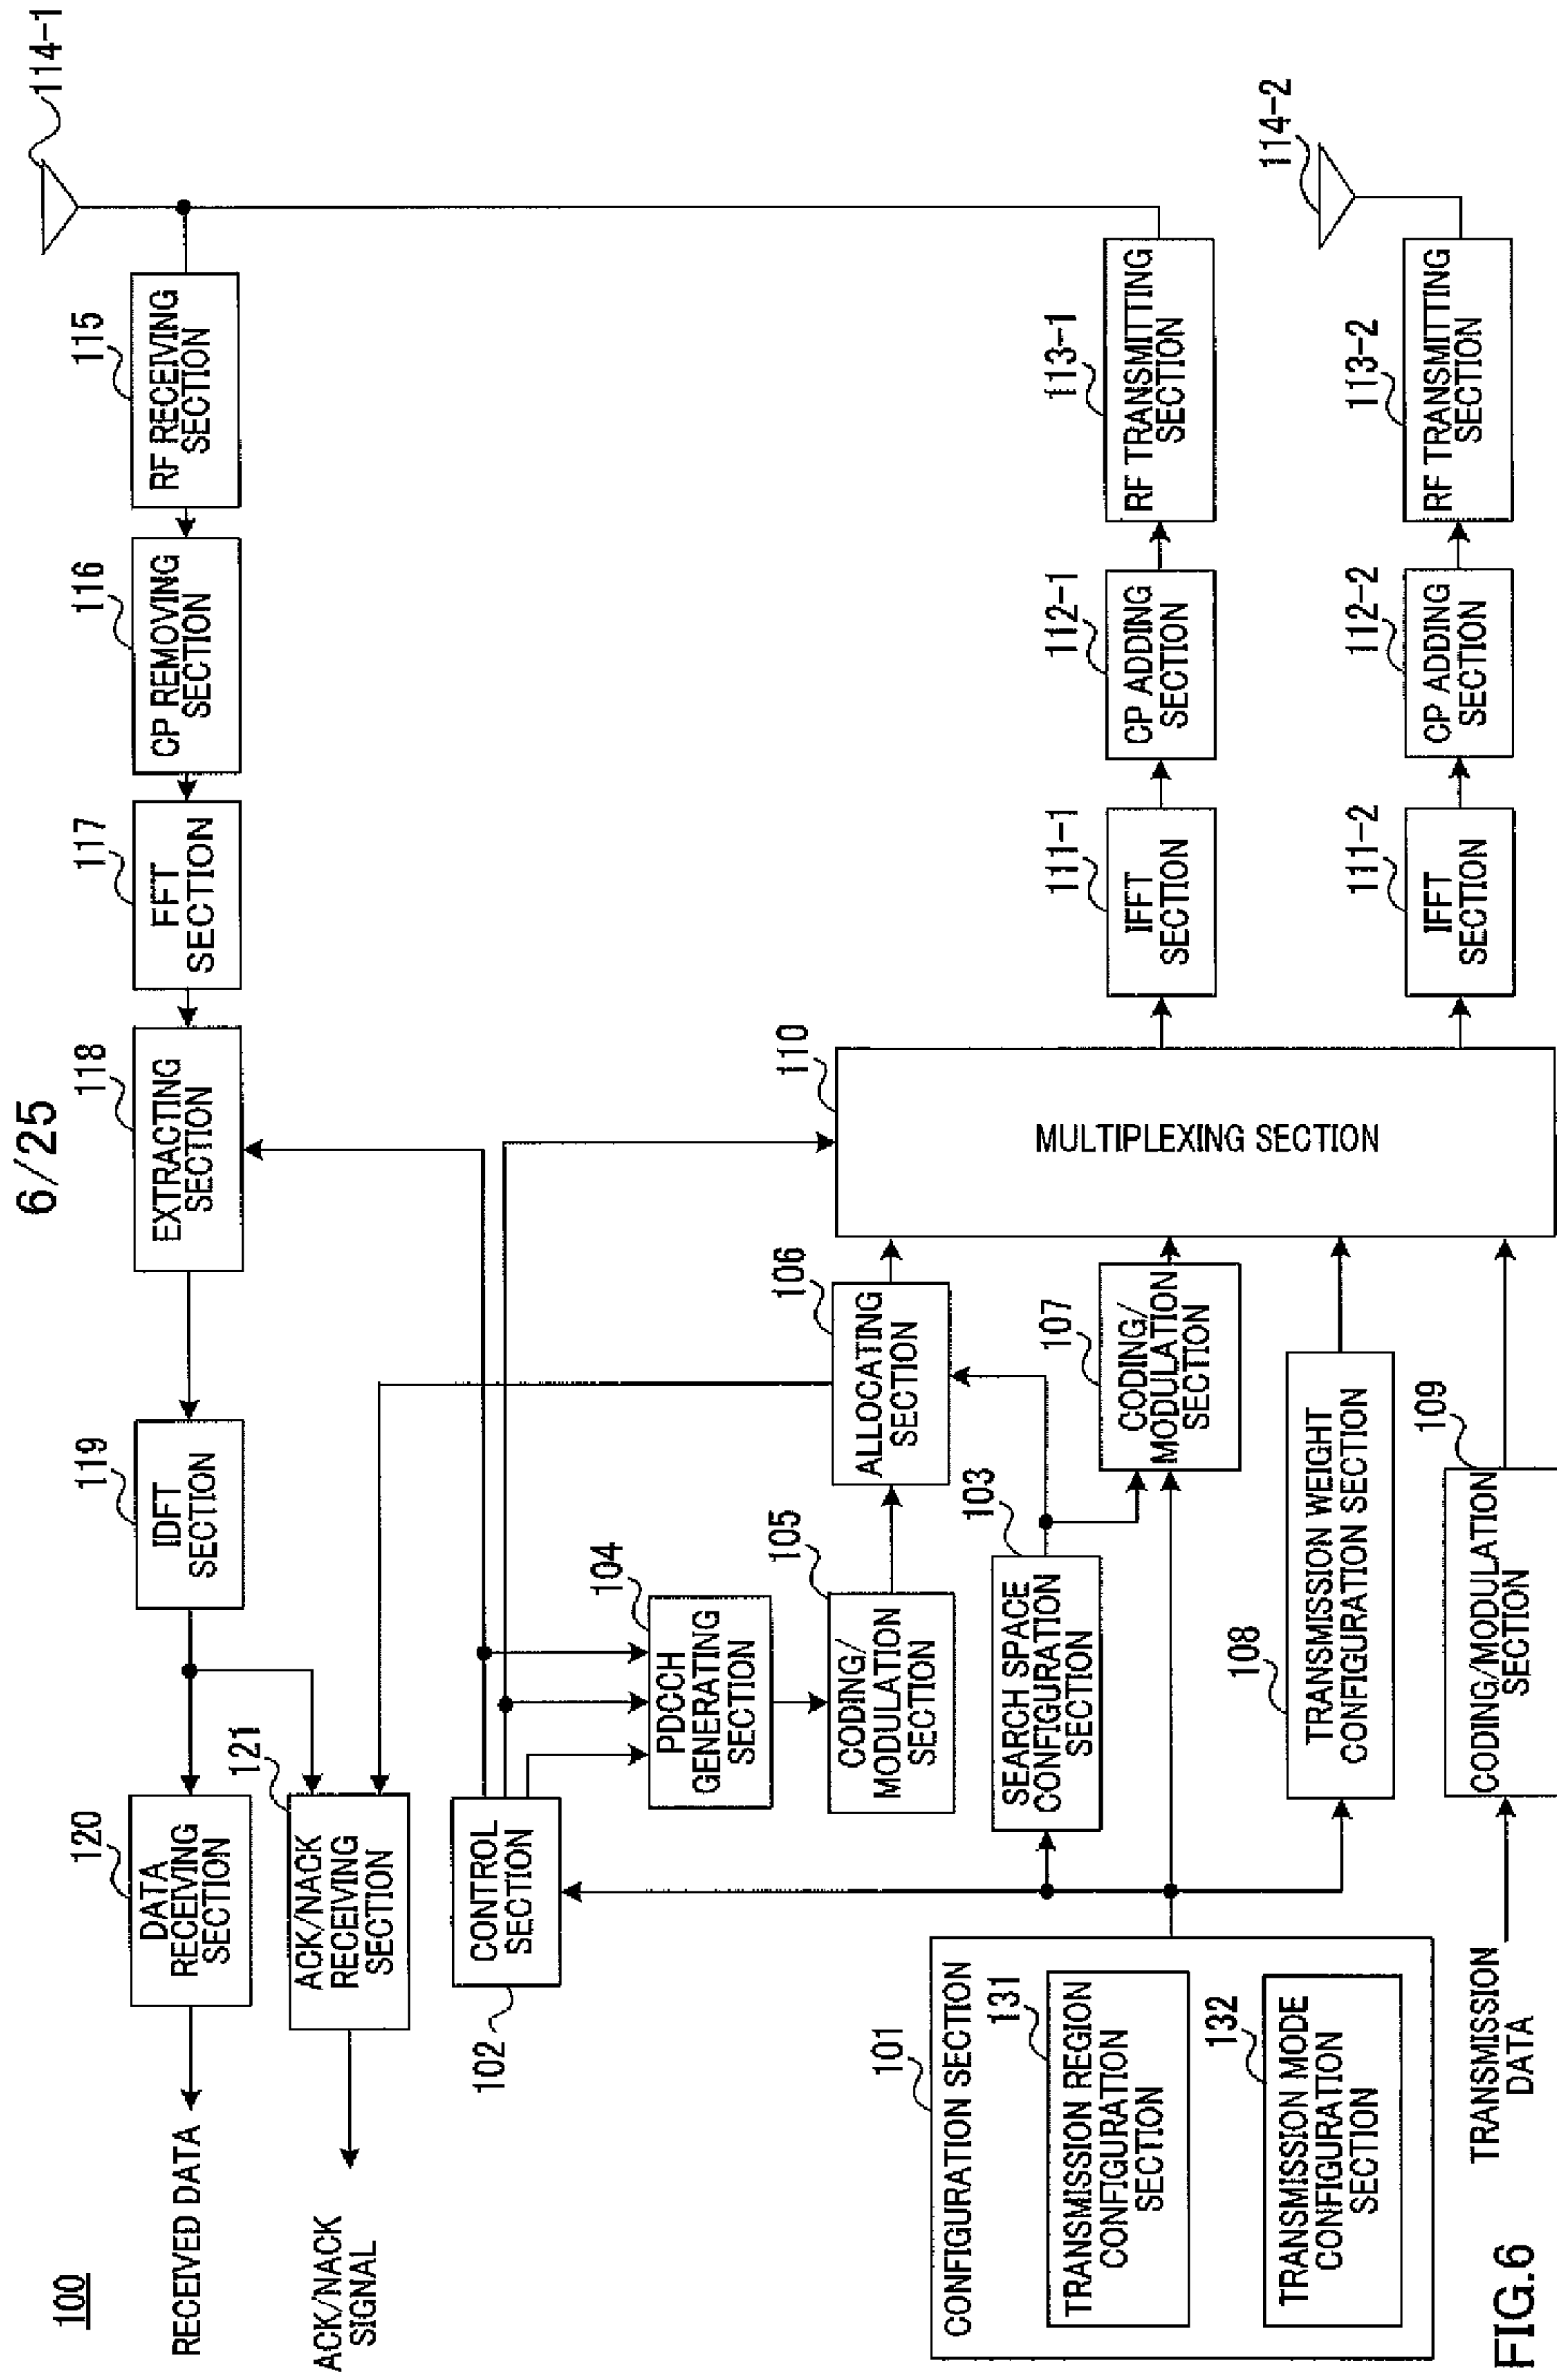 6/25
100
RECEIVED DATA
ACK/NACK
SIGNAL
120
DATA
RECEIVING
SECTION
121
ACK/NACK
RECEIVING
SECTION
119
IDFT
SECTION
118
EXTRACTING
SECTION
117
FFT
SECTION
116
CP REMOVING
SECTION
115
RF RECEIVING
SECTION
114-1
102
CONTROL
SECTION
104
PDCCH
GENERATING
SECTION
105
CODING/
MODULATION
SECTION
106
ALLOCATING
SECTION
103
SEARCH SPACE
CONFIGURATION
SECTION
107
CODING/
MODULATION
SECTION
110
MULTIPLEXING SECTION
111-1
IFFT
SECTION
112-1
CP ADDING
SECTION
113-1
RF TRANSMITTING
SECTION
101
CONFIGURATION SECTION
131
TRANSMISSION REGION
CONFIGURATION
SECTION
132
TRANSMISSION MODE
CONFIGURATION
SECTION
108
TRANSMISSION WEIGHT
CONFIGURATION SECTION
111-2
IFFT
SECTION
112-2
CP ADDING
SECTION
113-2
RF TRANSMITTING
SECTION
114-2
TRANSMISSION
DATA
109
CODING/MODULATION
SECTION
FIG.6